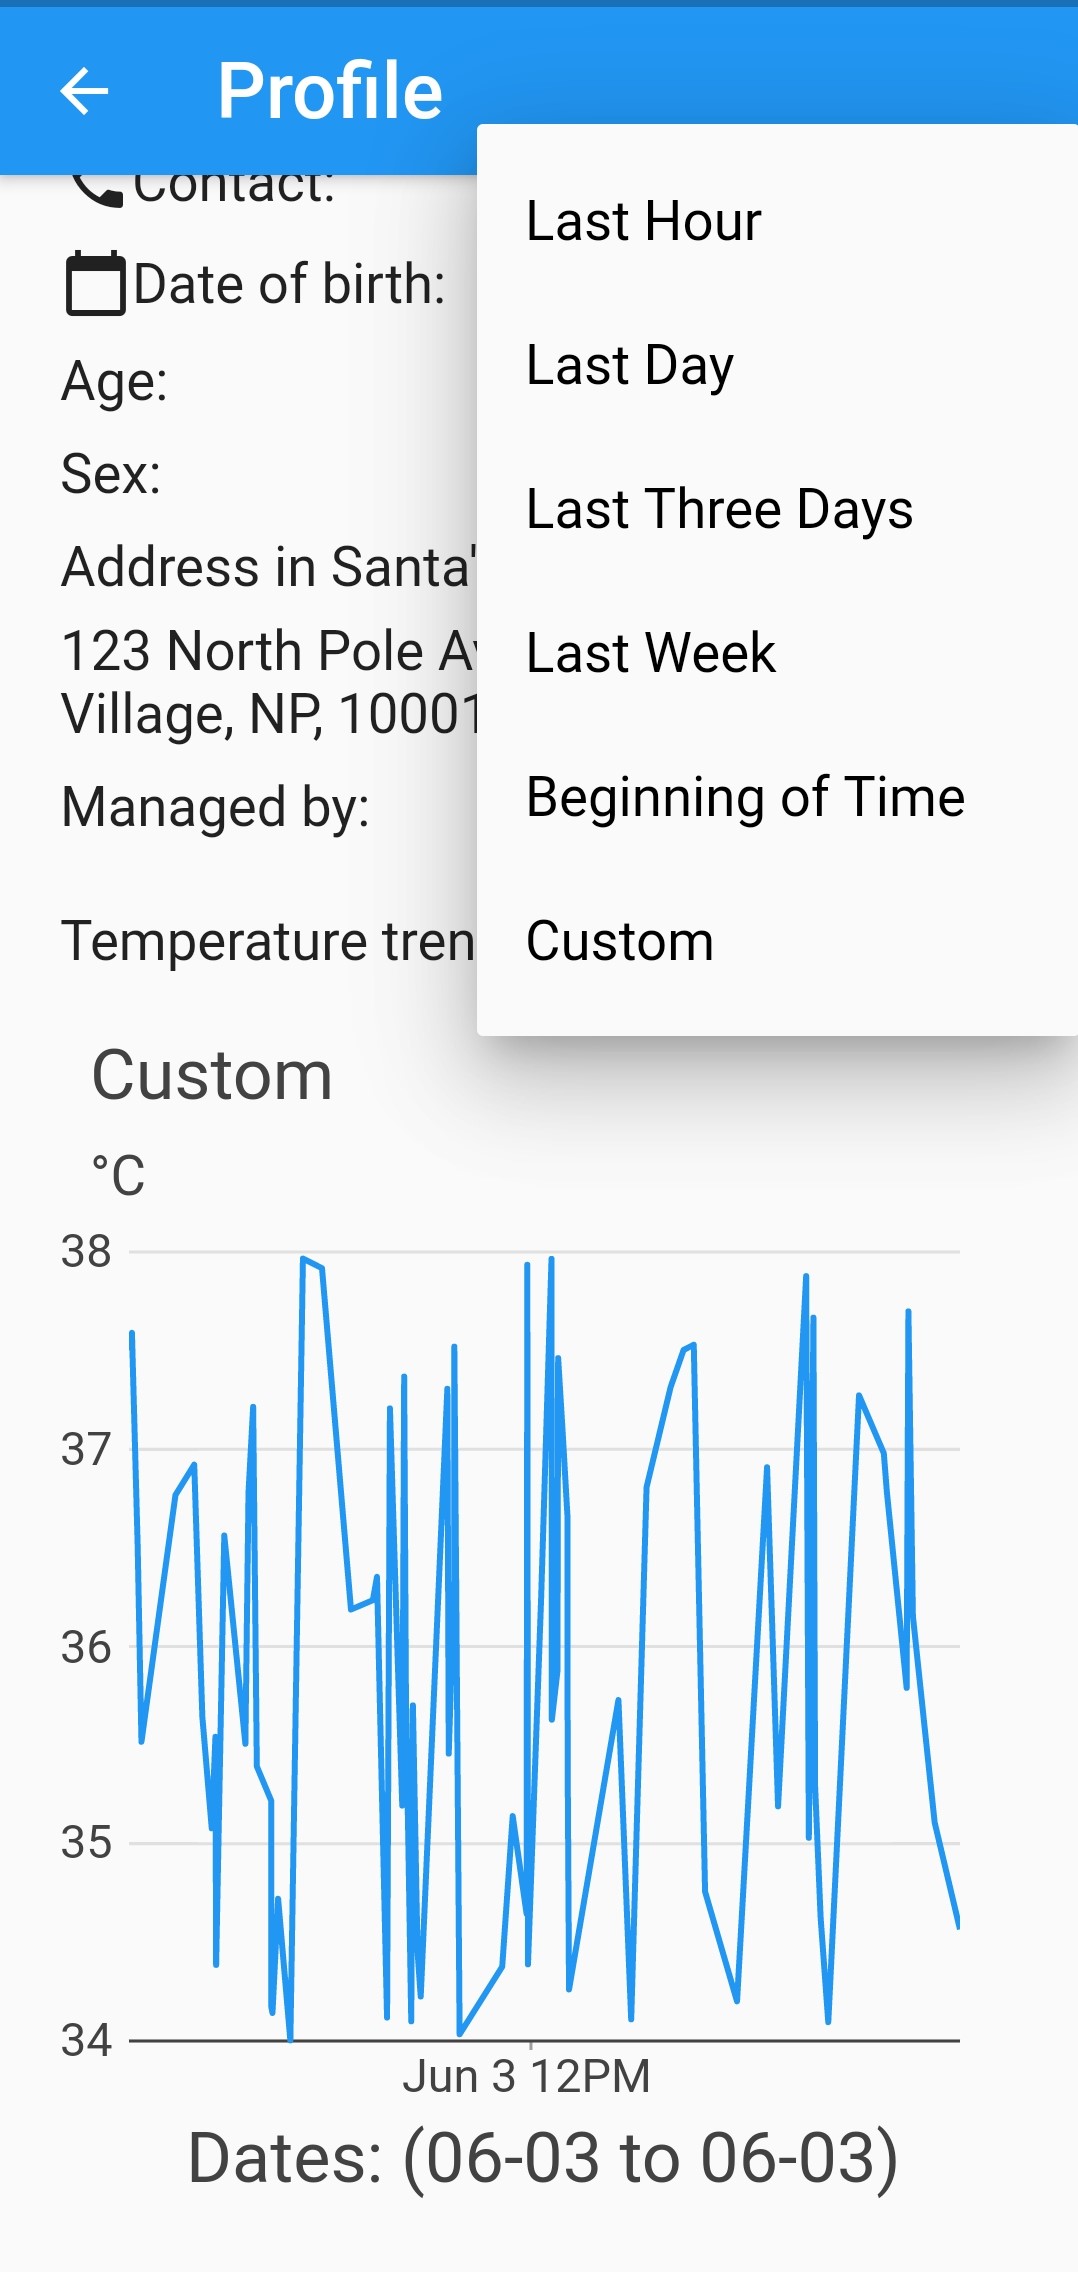 Profile
Contact:
Date of birth:
Age:
Sex:
Address in Santa'
123 North Pole
Village, NP, 10001
Managed by:
Temperature
Last Hour
Last Day
Last Three Days
Last Week
Beginning of Time
Custom
Custom
°C
38
37
36
35
34
Jun 3 12PM
Dates: (06-03 to 06-03)